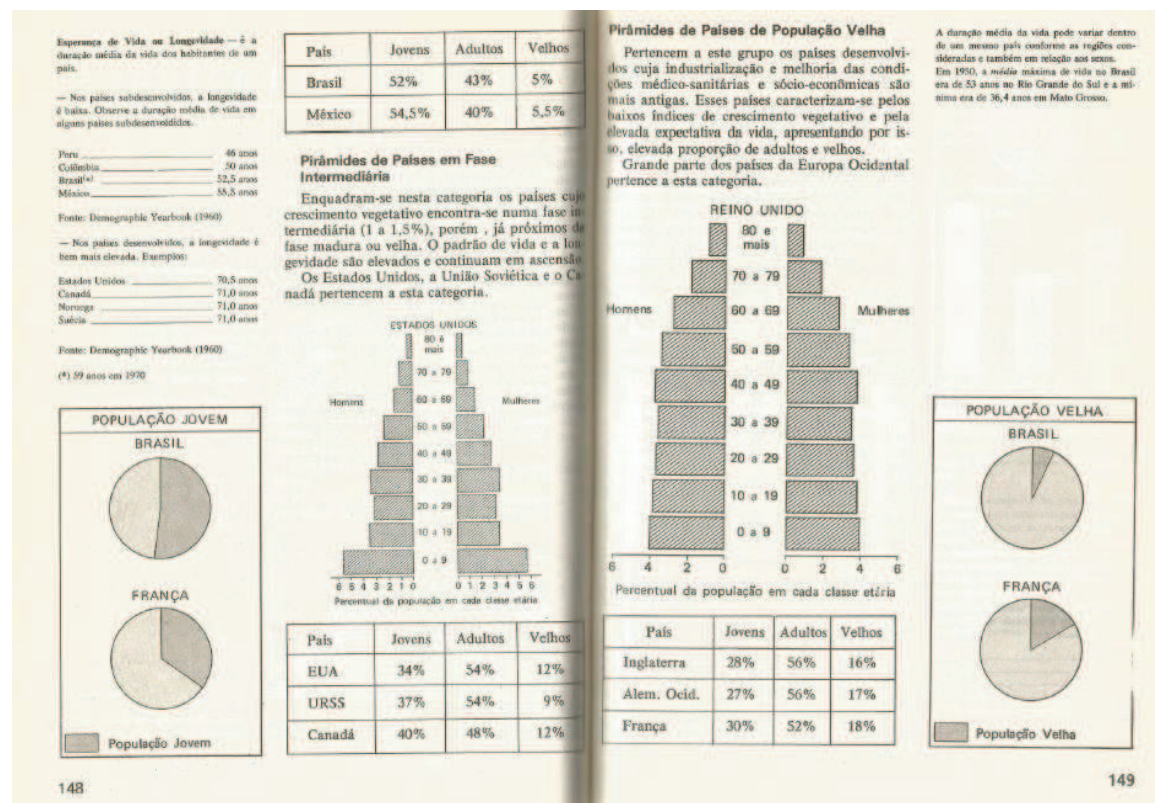 Esperança de Vida ou Longevidade — é a
duração média da vida dos habitantes de um
país.
— Nos países subdesenvolvidos, a longevidade
é baixa. Observe a duração média de vida em
alguns países subdesenvoldidos.
Peru 46 anos
Colômbia 50 anos
Brasil(*) 52,5 anos
México 55,5 anos
Fonte: Demographic Yearbook (1960)
— Nos países desenvolvidos, a longevidade é
bem mais elevada. Exemplos:
Estados Unidos 70,5 anos
Canadá 71,0 anos
Noruega 71,0 anos
Suécia 71,0 anos
Fonte: Demographic Yearbook (1960)
(*) 59 anos em 1970
POPULAÇÃO JOVEM
BRASIL
FRANÇA
População Jovem
148
País Jovens Adultos Velhos
Brasil 52% 43% 5%
México 54,5% 40% 5,5%
Pirâmides de Países em Fase
Intermediária
Enquadram-se nesta categoria os países cujo
crescimento vegetativo encontra-se numa fase in-
termediária (1 a 1,5%), porém , já próximos da
fase madura ou velha. O padrão de vida e a lon-
gevidade são elevados e continuam em ascensão.
Os Estados Unidos, a União Soviética e o Ca-
nadá pertencem a esta categoria.
ESTADOS UNIDOS
80 e
mais
70 a 79
Homens 60 a 69 Mulheres
50 a 59
40 a 49
30 a 39
20 a 29
10 a 19
0 a 9
6 5 4 3 2 1 0 0 1 2 3 4 5 6
Percentual da população em cada classe etária
País Jovens Adultos Velhos
EUA 34% 54% 12%
URSS 37% 54% 9%
Canadá 40% 48% 12%
Pirâmides de Países de População Velha
Pertencem a este grupo os países desenvolvi-
dos cuja industrialização e melhoria das condi-
ções médico-sanitárias e sócio-econômicas são
mais antigas. Esses países caracterizam-se pelos
baixos índices de crescimento vegetativo e pela
elevada expectativa da vida, apresentando por is-
so, elevada proporção de adultos e velhos.
Grande parte dos países da Europa Ocidental
pertence a esta categoria.
REINO UNIDO
80 e
mais
70 a 79
Homens 60 a 69 Mulheres
50 a 59
40 a 49
30 a 39
20 a 29
10 a 19
0 a 9
6 4 2 0 0 2 4 6
Percentual da população em cada classe etária
País Jovens Adultos Velhos
Inglaterra 28% 56% 16%
Alem. Ocid. 27% 56% 17%
França 30% 52% 18%
A duração média da vida pode variar dentro
de um mesmo país conforme as regiões con-
sideradas e também em relação aos sexos.
Em 1950, a média máxima de vida no Brasil
era de 53 anos no Rio Grande do Sul e a mí-
nima era de 36,4 anos em Mato Grosso.
POPULAÇÃO VELHA
BRASIL
FRANÇA
População Velha
149